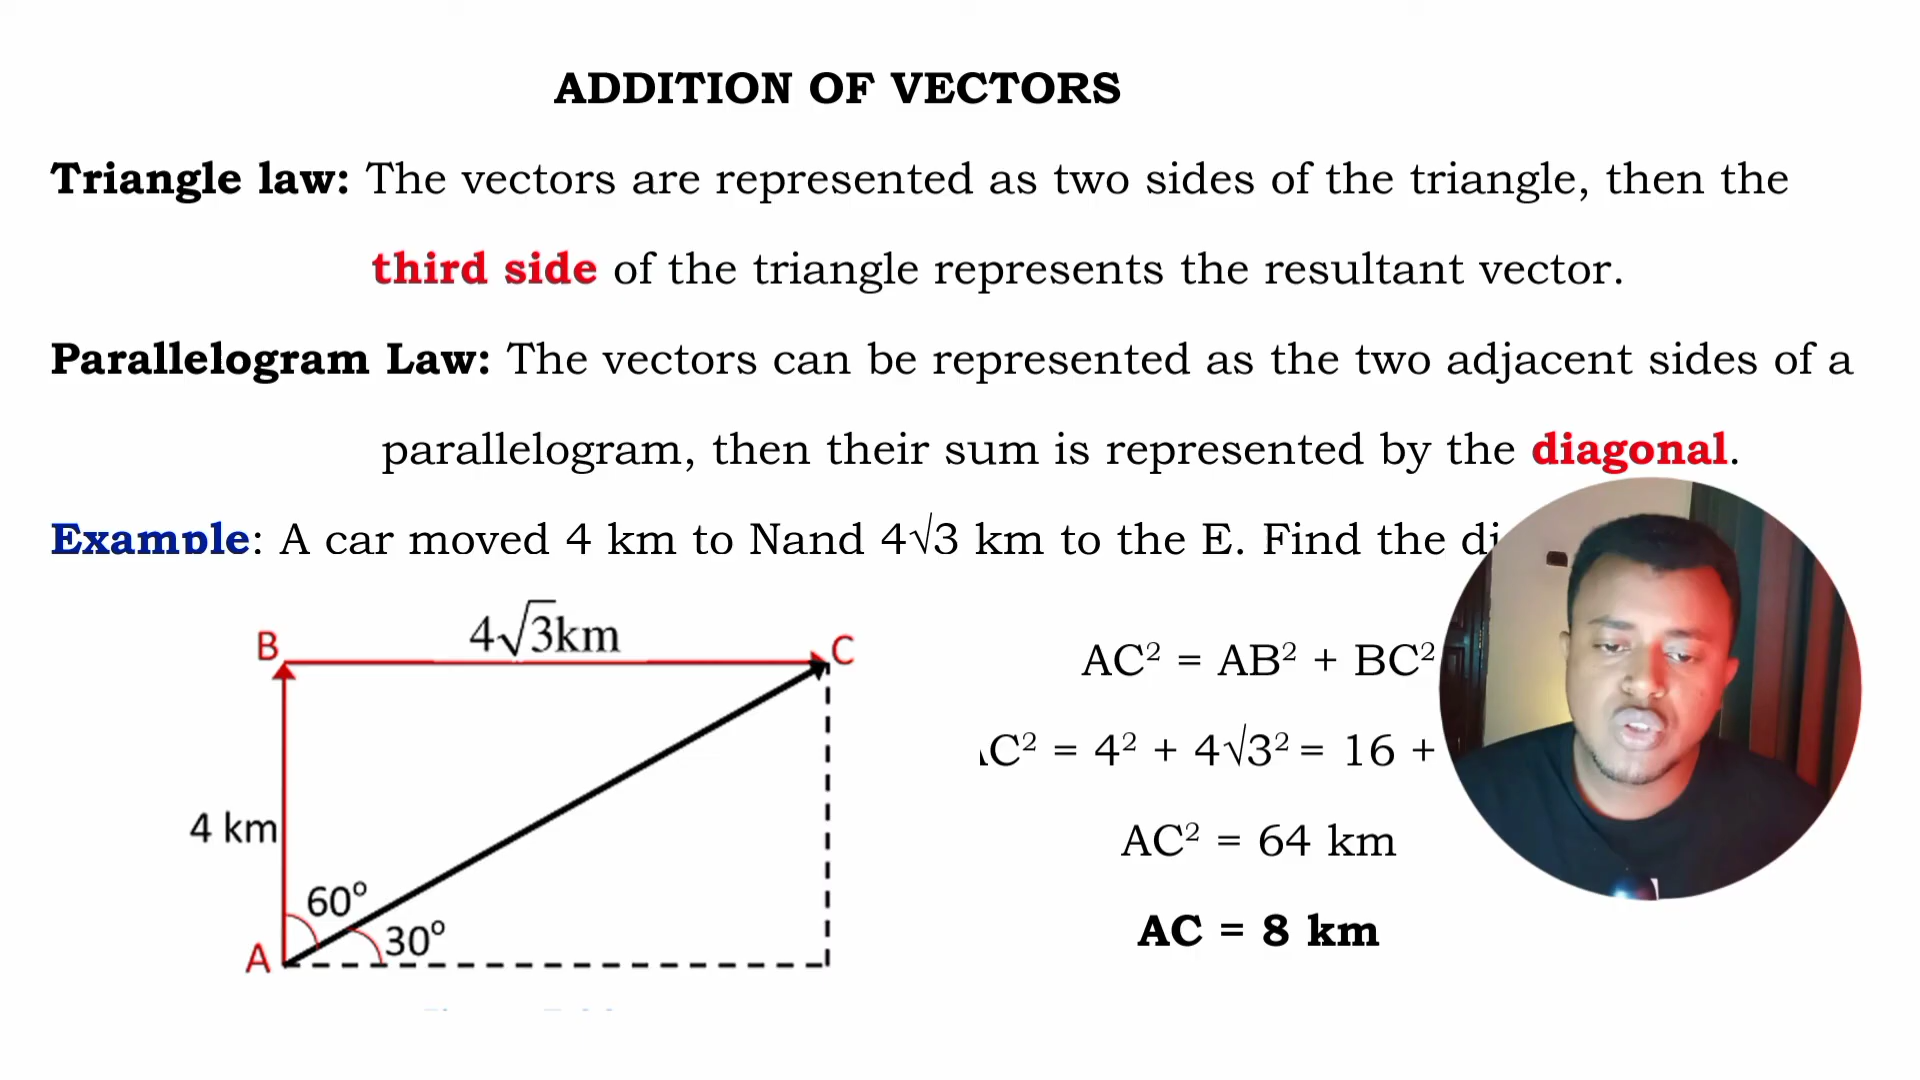 ADDITION OF VECTORS
Triangle law: The vectors are represented as two sides of the triangle, then the
third side of the triangle represents the resultant vector.
Parallelogram Law: The vectors can be represented as the two adjacent sides of a
parallelogram, then their sum is represented by the diagonal.
Example: A car moved 4 km to Nand 4√3 km to the E. Find the di
B
4√3km
C
4 km
60°
30°
A
AC² = AB² + BC²
C² = 4² + 4√3² = 16 +
AC² = 64 km
AC = 8 km